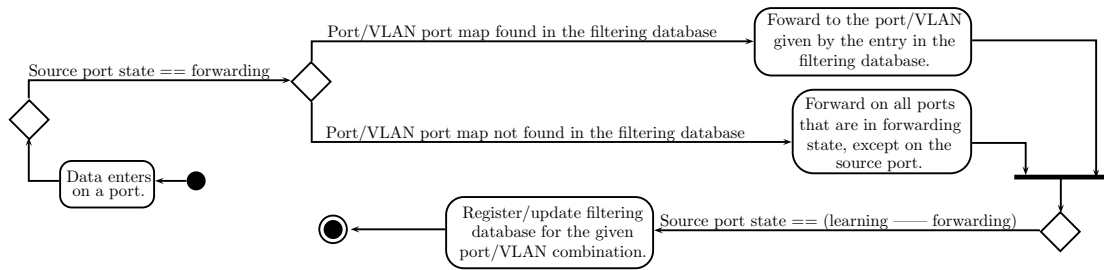 Port/VLAN port map found in the filtering database
Foward to the port/VLAN
given by the entry in the
filtering database.
Source port state == forwarding
Port/VLAN port map not found in the filtering database
Forward on all ports
that are in forwarding
state, except on the
source port.
Data enters
on a port.
Register/update filtering
database for the given
port/VLAN combination.
Source port state == (learning —— forwarding)